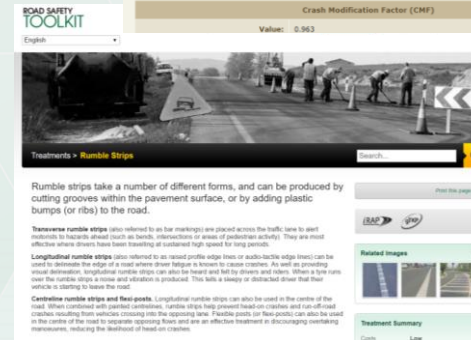 ROAD SAFETY
TOOLKIT
English
Crash Modification Factor (CMF)
Value: 0.963
Treatments > Rumble Strips
Search...
Rumble strips take a number of different forms, and can be produced by
cutting grooves within the pavement surface, or by adding plastic
bumps (or ribs) to the road.
Print this page
Transverse rumble strips (also referred to as bar markings) are placed across the traffic lane to alert
motorists to hazards ahead (such as bends, intersections or areas of pedestrian activity). They are most
effective where drivers have been travelling at sustained high speed for long periods.
Longitudinal rumble strips (also referred to as raised profile edge lines or audio-tactile edge lines) can be
used to delineate the edge of a road where driver fatigue is known to cause crashes. As well as providing
visual delineation, longitudinal rumble strips can also be heard and felt by drivers and riders. When a tyre runs
over the rumble strips a noise and vibration is produced. This tells a sleepy or distracted driver that their
vehicle is starting to leave the road.
Centreline rumble strips and flexi-posts. Longitudinal rumble strips can also be used in the centre of the
road. When combined with painted centrelines, rumble strips help prevent head-on crashes and run-off-road
crashes resulting from vehicles crossing into the opposing lane. Flexible posts (or flexi-posts) can also be used
in the centre of the road to separate opposing flows and are an effective treatment in discouraging overtaking
manoeuvres, reducing the likelihood of head-on crashes.
iRAP
Related Images
Treatment Summary
Costs Low